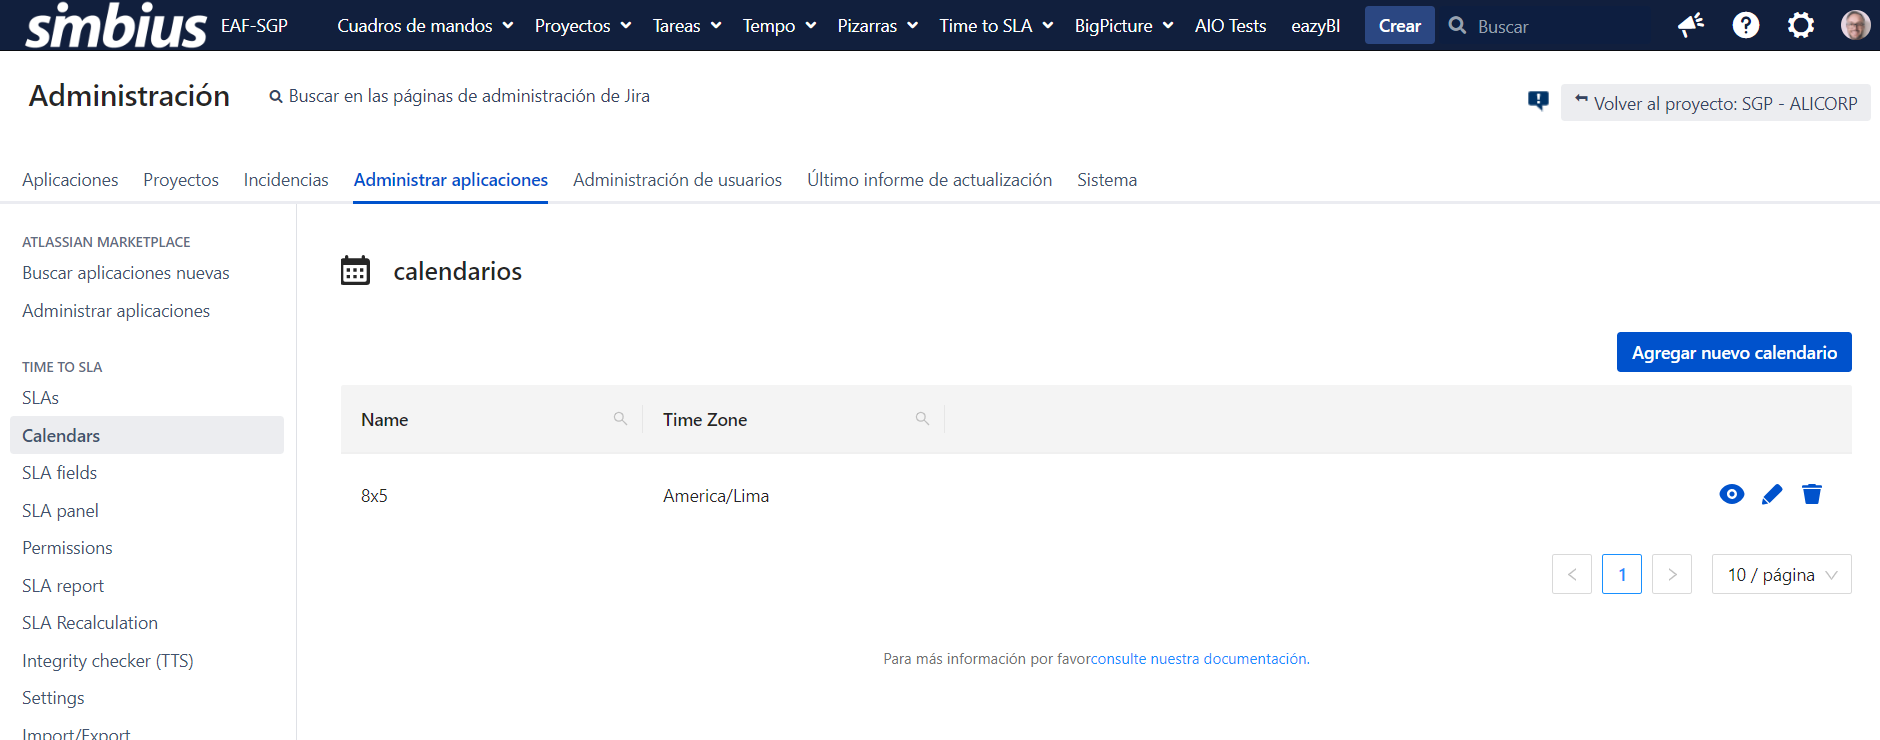 simbius EAF-SGP Cuadros de mandos Proyectos Tareas Tempo Pizarras Time to SLA BigPicture AIO Tests eazyBI Crear Buscar
Administración Buscar en las páginas de administración de Jira
Volver al proyecto: SGP - ALICORP
Aplicaciones Proyectos Incidencias Administrar aplicaciones Administración de usuarios Último informe de actualización Sistema
ATLASSIAN MARKETPLACE
Buscar aplicaciones nuevas
Administrar aplicaciones
TIME TO SLA
SLAs
Calendars
SLA fields
SLA panel
Permissions
SLA report
SLA Recalculation
Integrity checker (TTS)
Settings
Import/Export
calendarios
Agregar nuevo calendario
Name Time Zone
8x5 America/Lima
< 1 > 10 / página
Para más información por favorconsulte nuestra documentación.